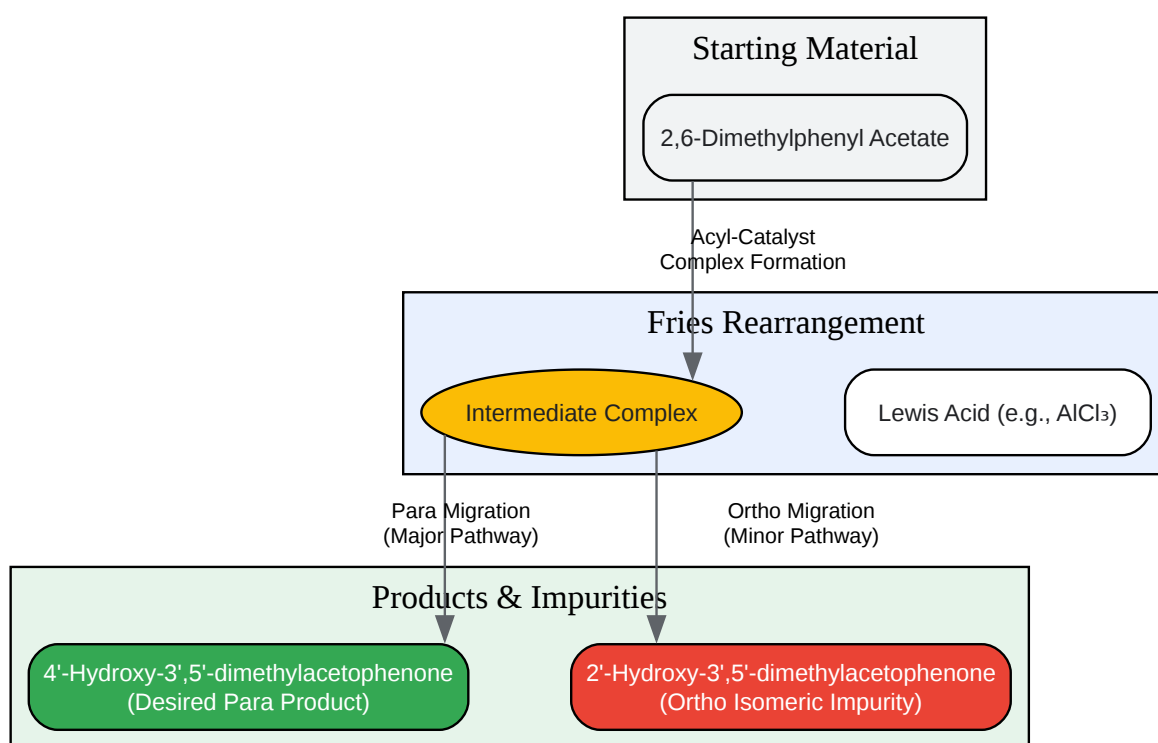 Starting Material
2,6-Dimethylphenyl Acetate
Acyl-Catalyst
Complex Formation
Fries Rearrangement
Intermediate Complex
Lewis Acid (e.g., AlCl₃)
Para Migration
(Major Pathway)
Ortho Migration
(Minor Pathway)
Products & Impurities
4'-Hydroxy-3',5'-dimethylacetophenone
(Desired Para Product)
2'-Hydroxy-3',5'-dimethylacetophenone
(Ortho Isomeric Impurity)